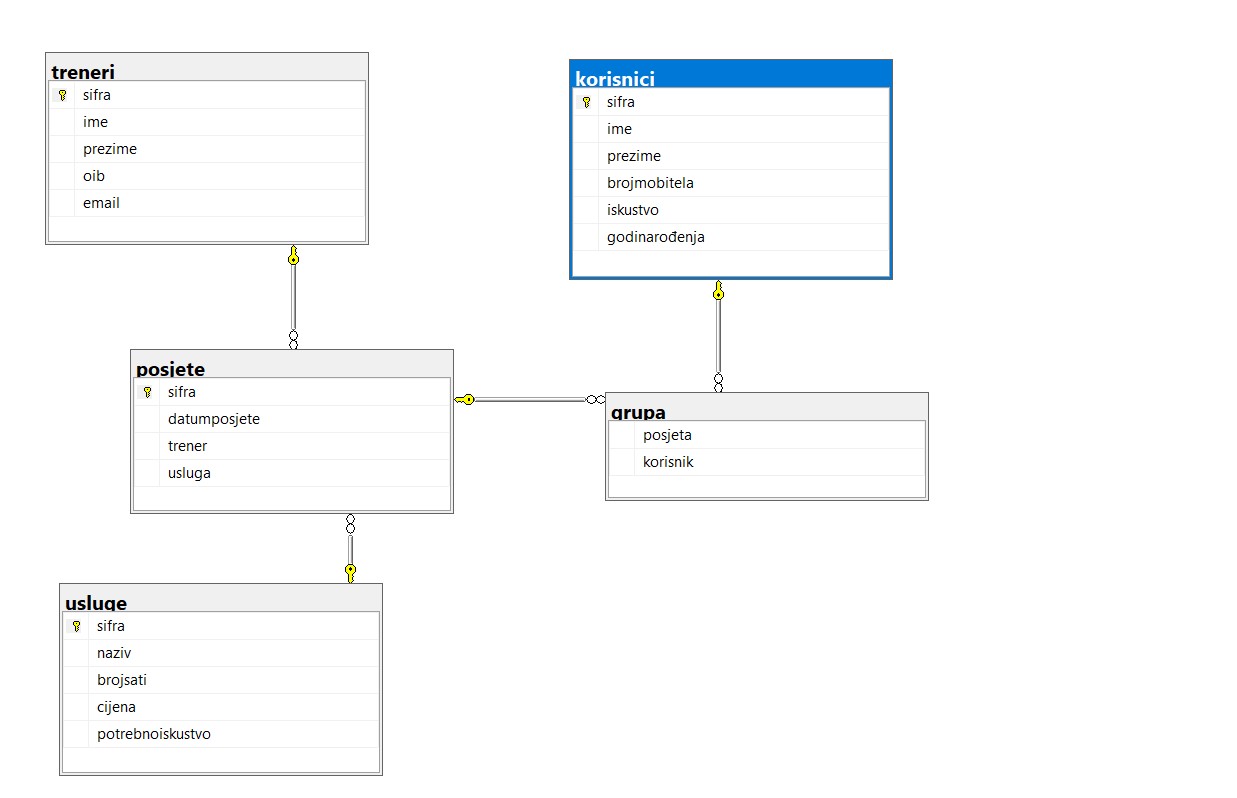 treneri
sifra
ime
prezime
oib
email
korisnici
sifra
ime
prezime
brojmobitela
iskustvo
godinarođenja
posjete
sifra
datumposjete
trener
usluga
grupa
posjeta
korisnik
usluge
sifra
naziv
brojsati
cijena
potrebnoiskustvo